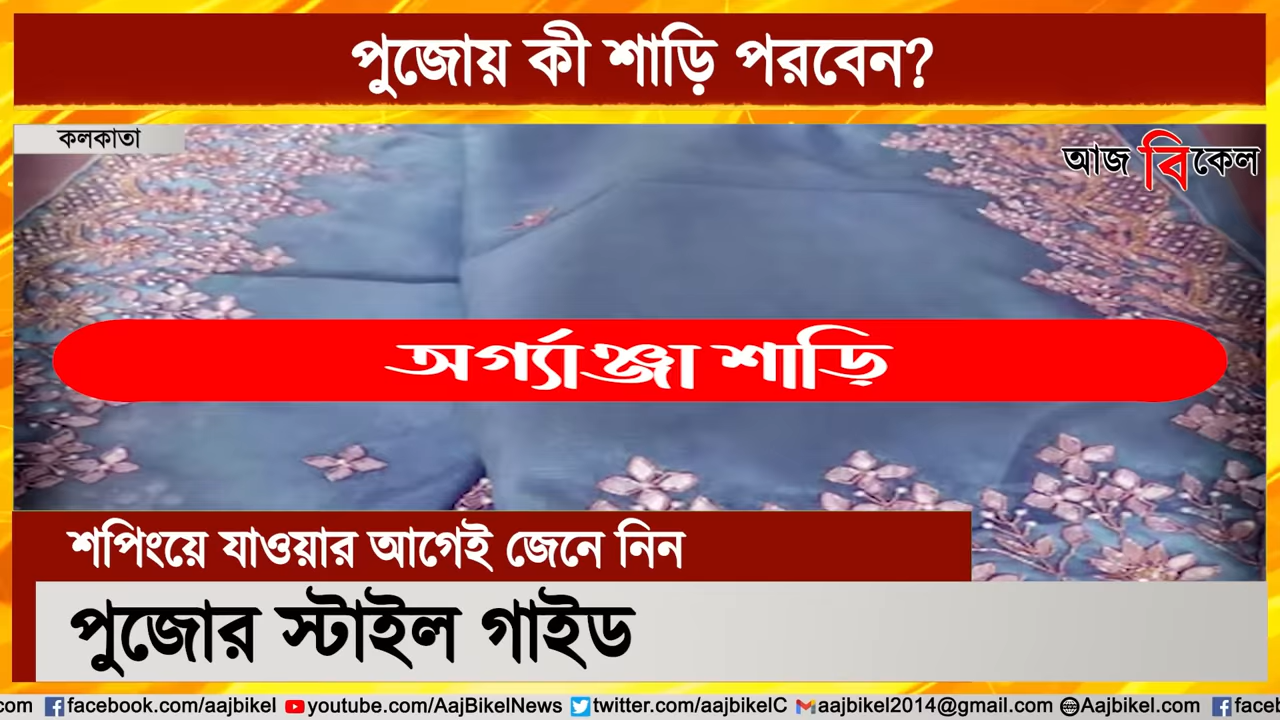 পুজোয় কী শাড়ি পরবেন?
কলকাতা
আজ বিকেল
অর্গ্যাঞ্জা শাড়ি
শপিংয়ে যাওয়ার আগেই জেনে নিন
পুজোর স্টাইল গাইড
com facebook.com/aajbikel youtube.com/AajBikelNews twitter.com/aajbikelC aajbikel2014@gmail.com Aajbikel.com faceb